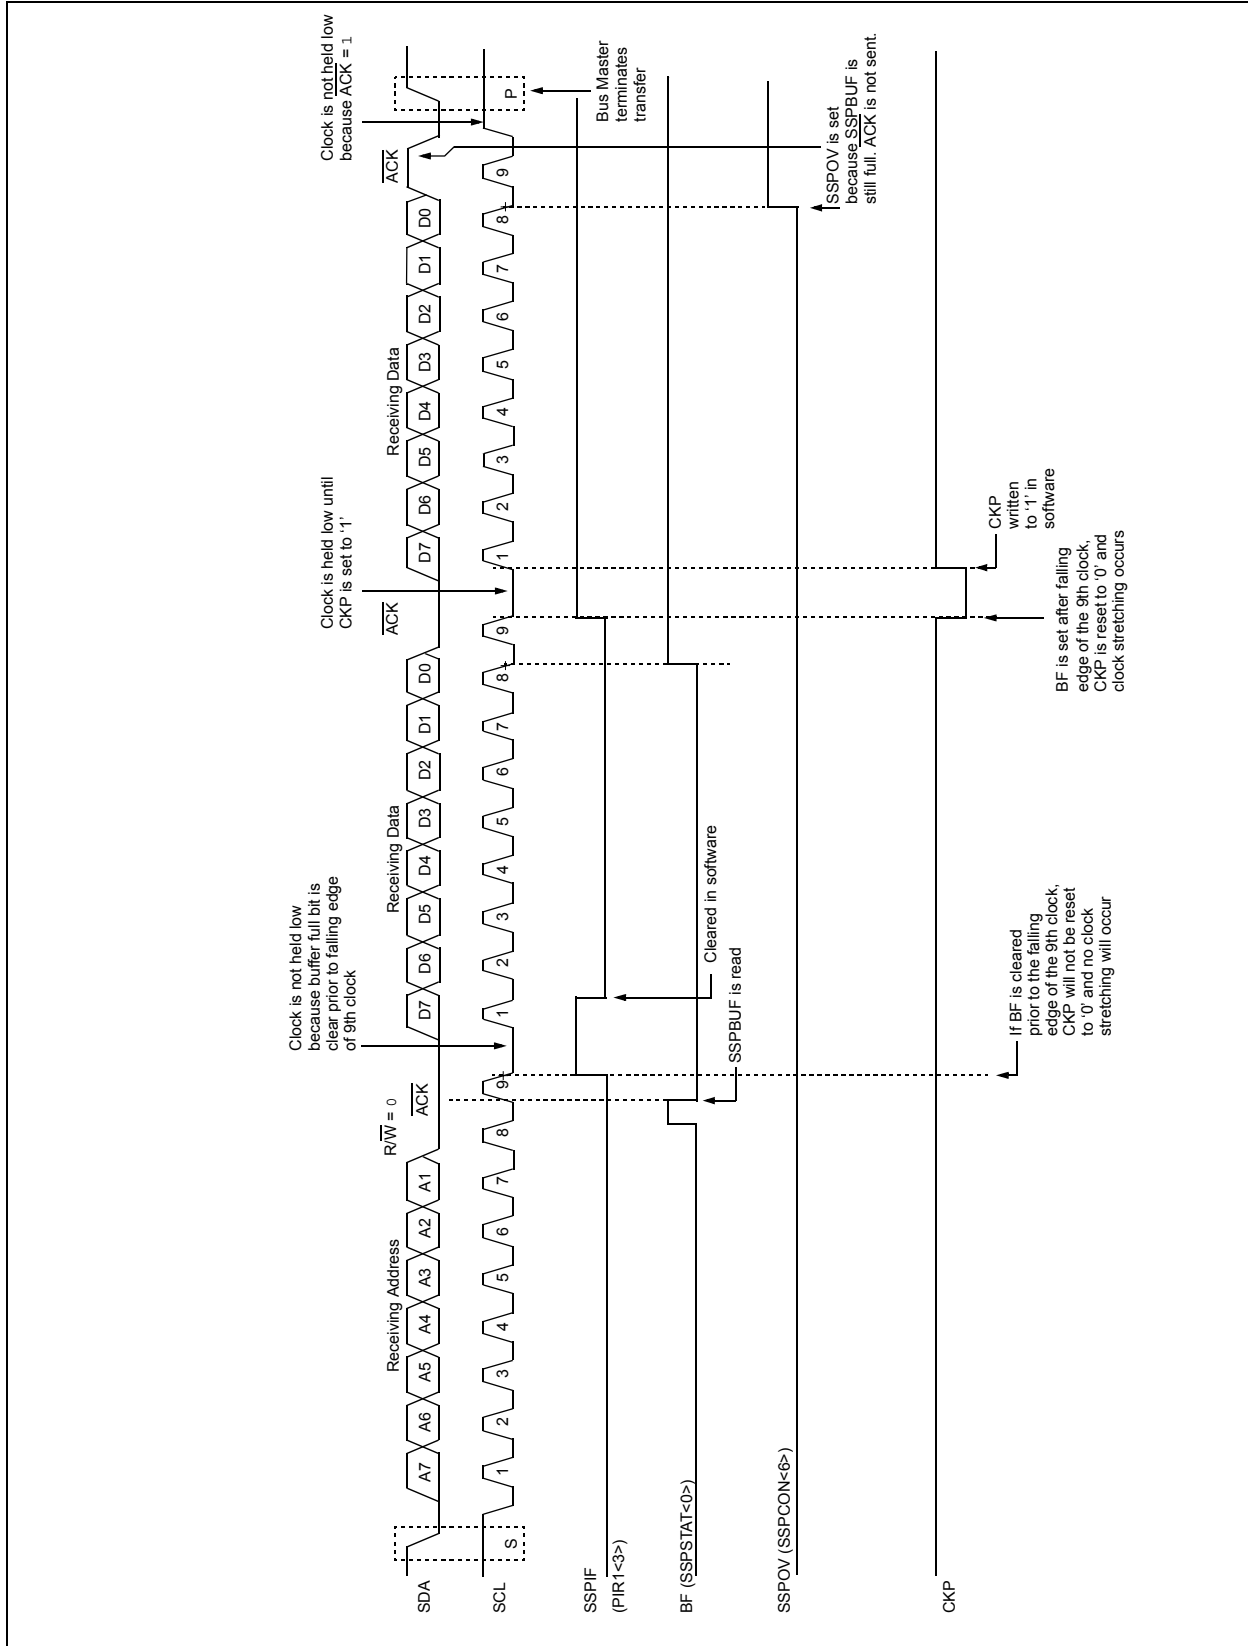 Clock is not held low
because buffer full bit is
clear prior to falling edge
of 9th clock
Clock is held low until
CKP is set to ‘1’
Clock is not held low
because ACK = 1
Receiving Address
R/W = 0
ACK
Receiving Data
ACK
Receiving Data
ACK
SDA
A7
A6
A5
A4
A3
A2
A1
D7
D6
D5
D4
D3
D2
D1
D0
D7
D6
D5
D4
D3
D2
D1
D0
SCL
S
1
2
3
4
5
6
7
8
9
1
2
3
4
5
6
7
8
9
1
2
3
4
5
6
7
8
9
P
SSPIF
(PIR1<3>)
Cleared in software
Bus Master
terminates
transfer
BF (SSPSTAT<0>)
SSPBUF is read
SSPOV (SSPCON<6>)
SSPOV is set
because SSPBUF is
still full. ACK is not sent.
CKP
If BF is cleared
prior to the falling
edge of the 9th clock,
CKP will not be reset
to ‘0’ and no clock
stretching will occur
CKP
written
to ‘1’ in
software
BF is set after falling
edge of the 9th clock,
CKP is reset to ‘0’ and
clock stretching occurs